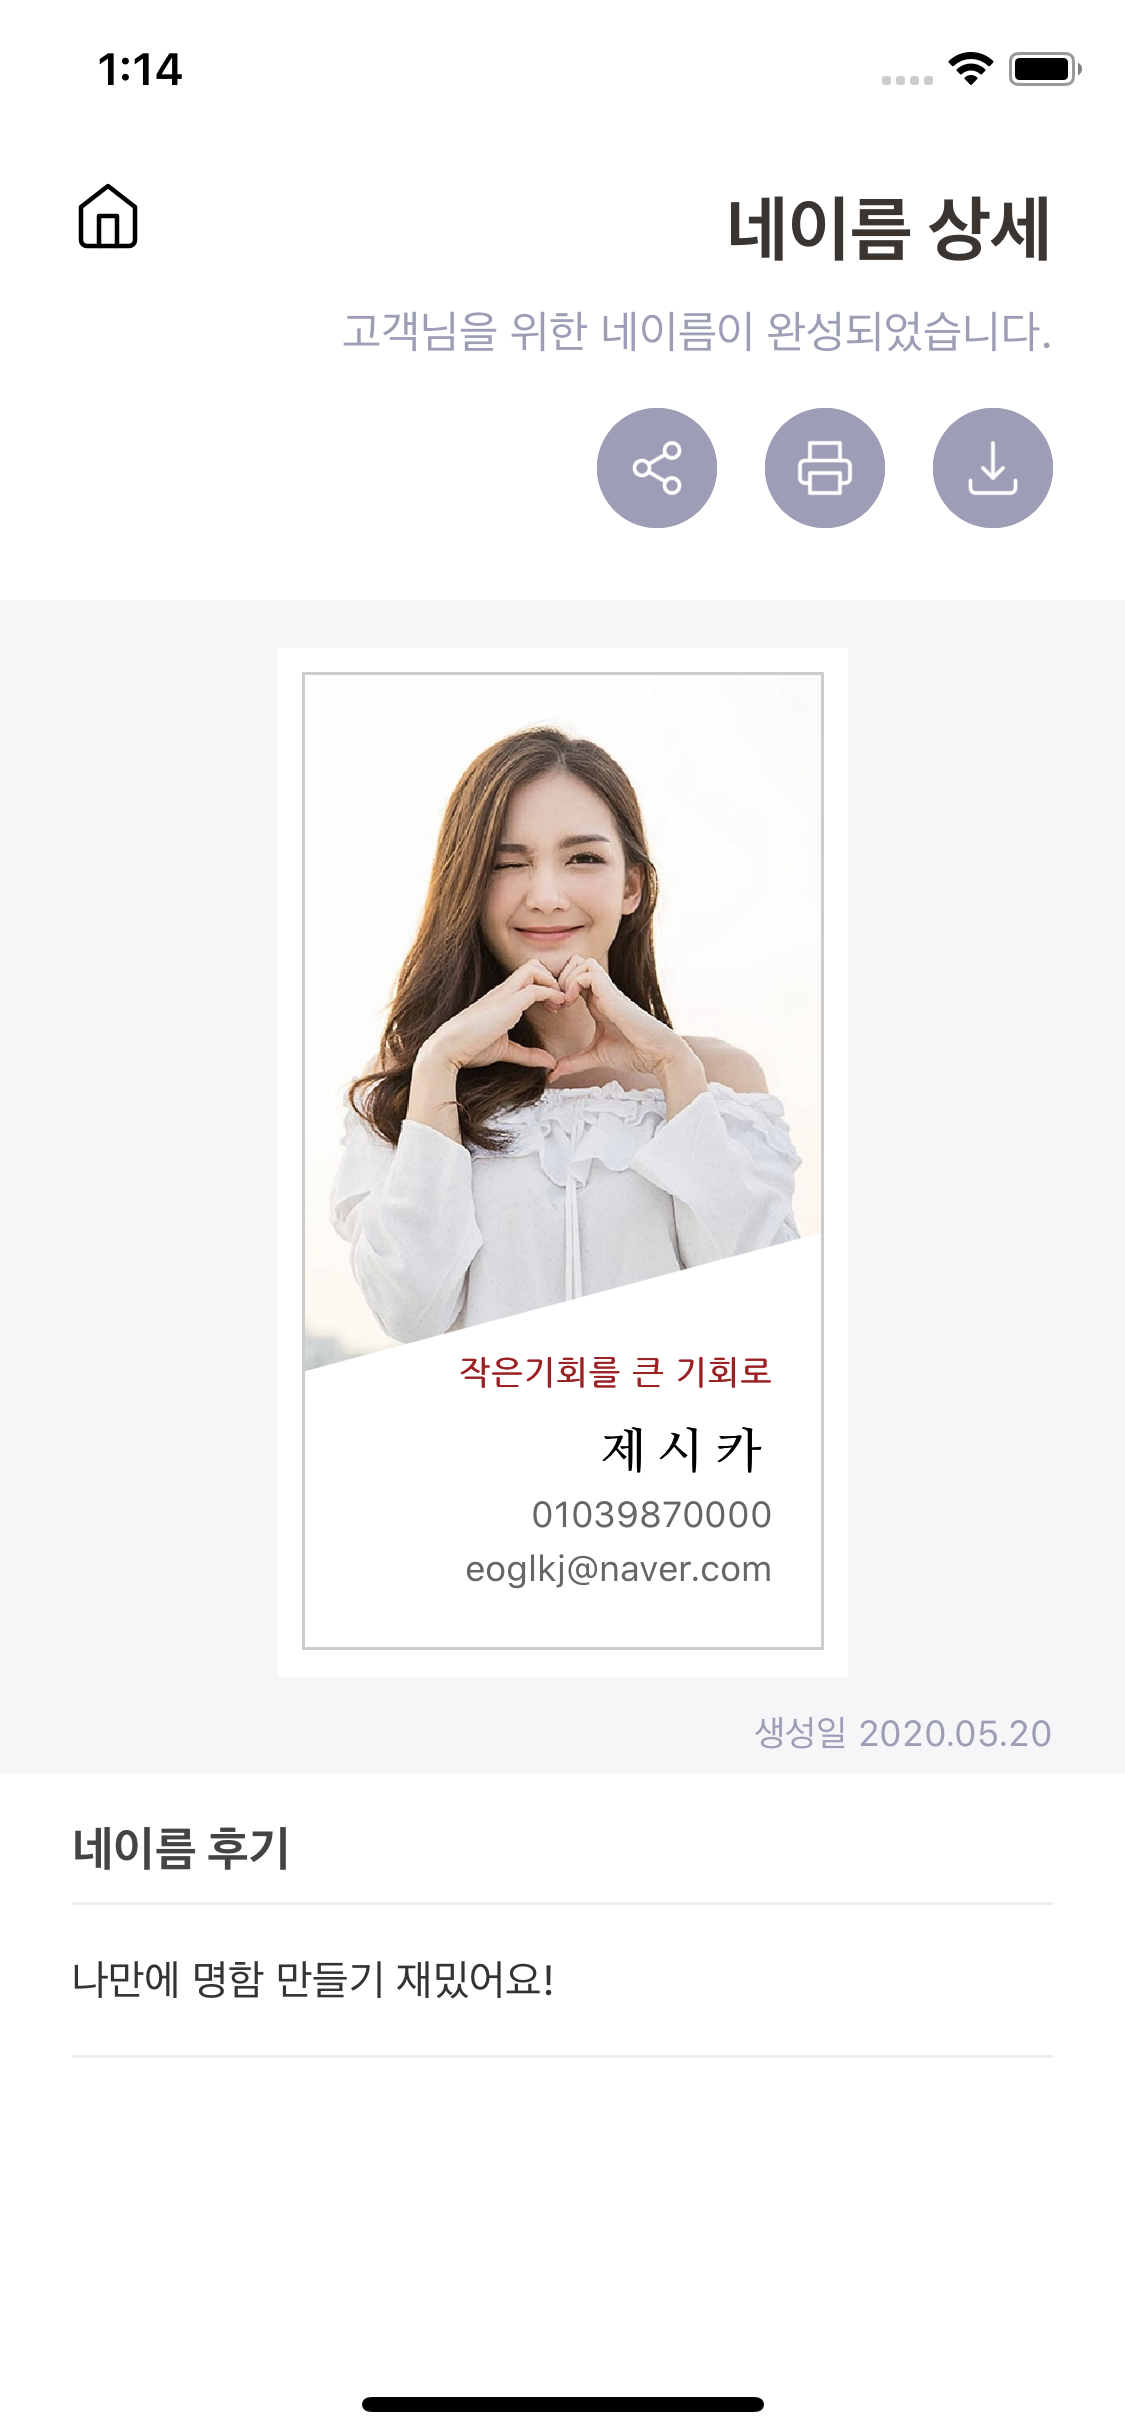 1:14
네이름 상세
고객님을 위한 네이름이 완성되었습니다.
작은기회를 큰 기회로
제시카
01039870000
eoglkj@naver.com
생성일 2020.05.20
네이름 후기
나만에 명함 만들기 재밌어요!